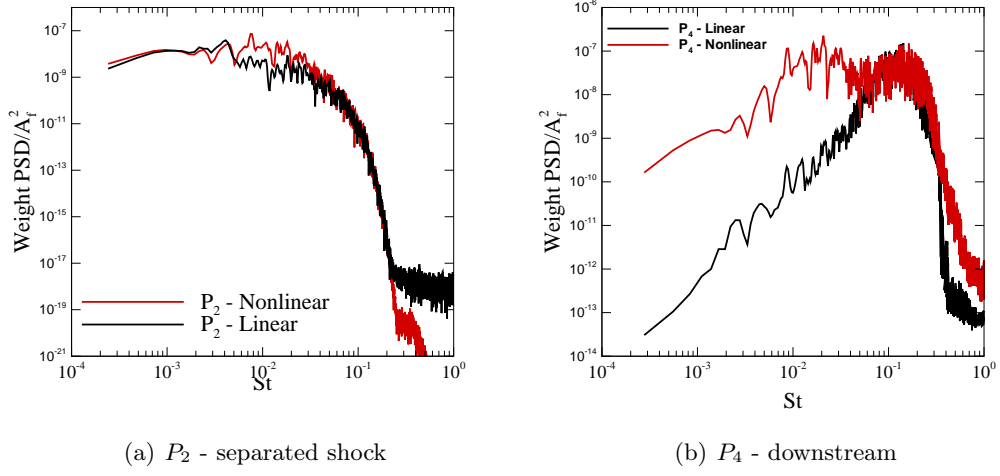 Weight PSD/A_f^2
10^-7
10^-9
10^-11
10^-13
10^-15
10^-17
10^-19
10^-21
P_2 - Nonlinear
P_2 - Linear
10^-4 10^-3 10^-2 10^-1 10^0
St
(a) P_2 - separated shock
Weight PSD/A_f^2
10^-6
10^-7
10^-8
10^-9
10^-10
10^-11
10^-12
10^-13
10^-14
P_4 - Linear
P_4 - Nonlinear
10^-4 10^-3 10^-2 10^-1 10^0
St
(b) P_4 - downstream